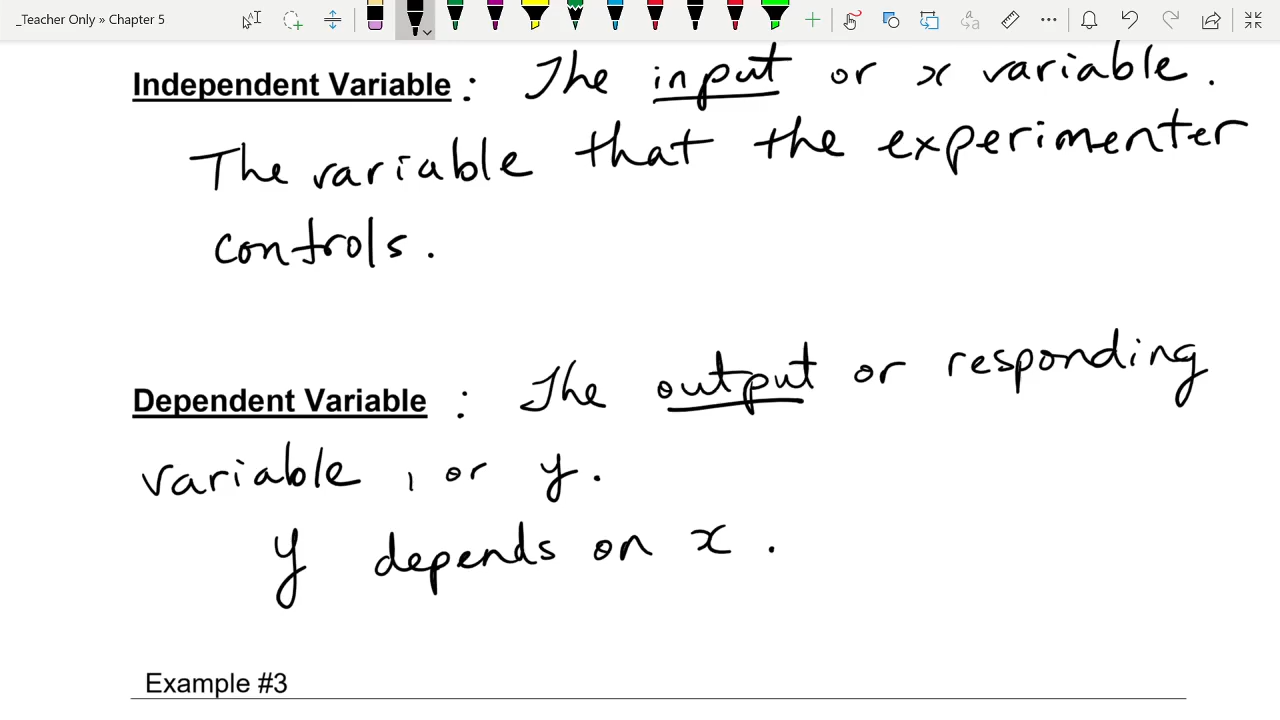 _Teacher Only » Chapter 5
Independent Variable : The input or x variable.
The variable that the experimenter
controls.
Dependent Variable : The output or responding
variable , or y.
y depends on x.
Example #3